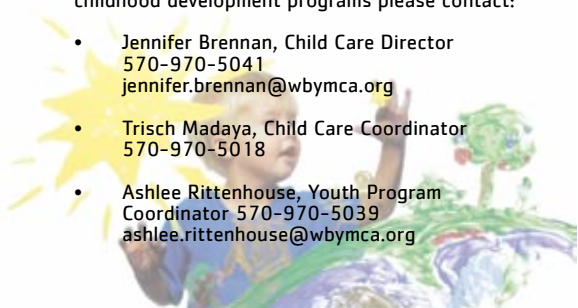 childhood development programs please contact:
• Jennifer Brennan, Child Care Director
570-970-5041
jennifer.brennan@wbymca.org
• Trisch Madaya, Child Care Coordinator
570-970-5018
• Ashlee Rittenhouse, Youth Program
Coordinator 570-970-5039
ashlee.rittenhouse@wbymca.org